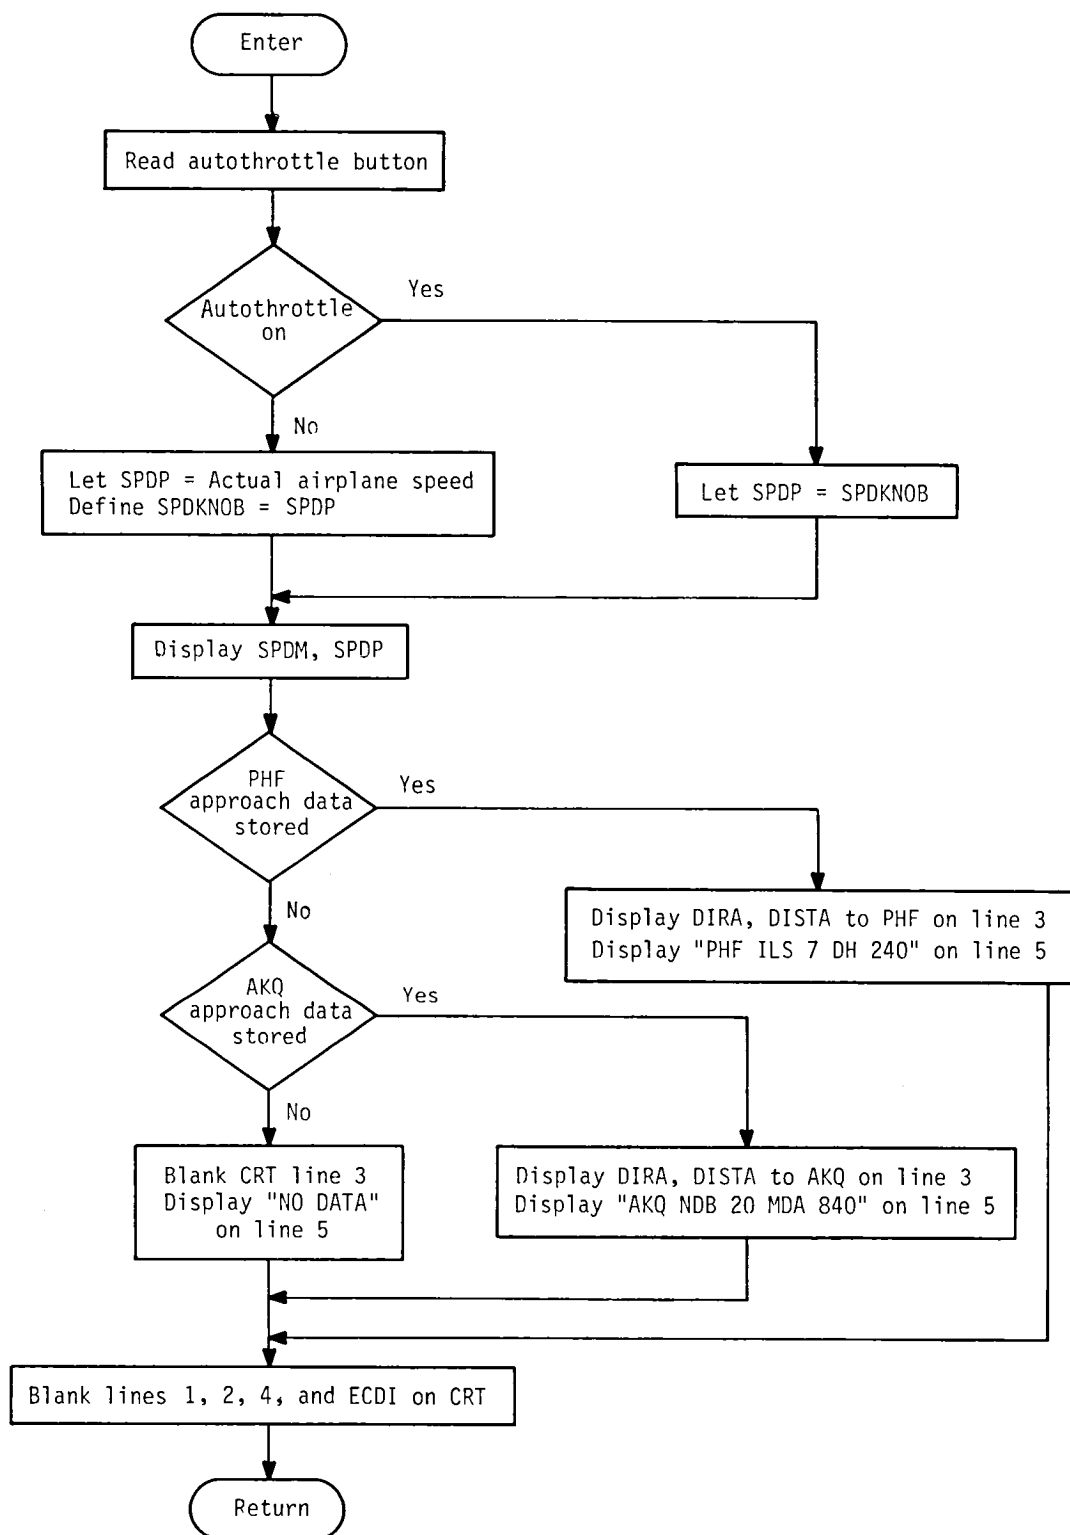 Enter
Read autothrottle button
Autothrottle
on
Yes
No
Let SPDP = Actual airplane speed
Define SPDKNOB = SPDP
Let SPDP = SPDKNOB
Display SPDM, SPDP
PHF
approach data
stored
Yes
No
Display DIRA, DISTA to PHF on line 3
Display "PHF ILS 7 DH 240" on line 5
AKQ
approach data
stored
Yes
No
Blank CRT line 3
Display "NO DATA"
on line 5
Display DIRA, DISTA to AKQ on line 3
Display "AKQ NDB 20 MDA 840" on line 5
Blank lines 1, 2, 4, and ECDI on CRT
Return